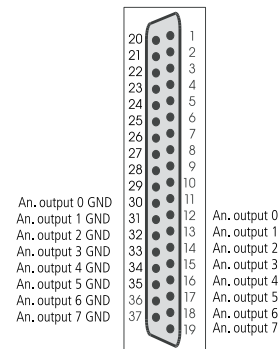 20 1
21 2
22 3
23 4
24 5
25 6
26 7
27 8
28 9
29 10
An. output 0 GND 30 11
An. output 1 GND 31 12 An. output 0
An. output 2 GND 32 13 An. output 1
An. output 3 GND 33 14 An. output 2
An. output 4 GND 34 15 An. output 3
An. output 5 GND 35 16 An. output 4
An. output 6 GND 36 17 An. output 5
An. output 7 GND 37 18 An. output 6
19 An. output 7